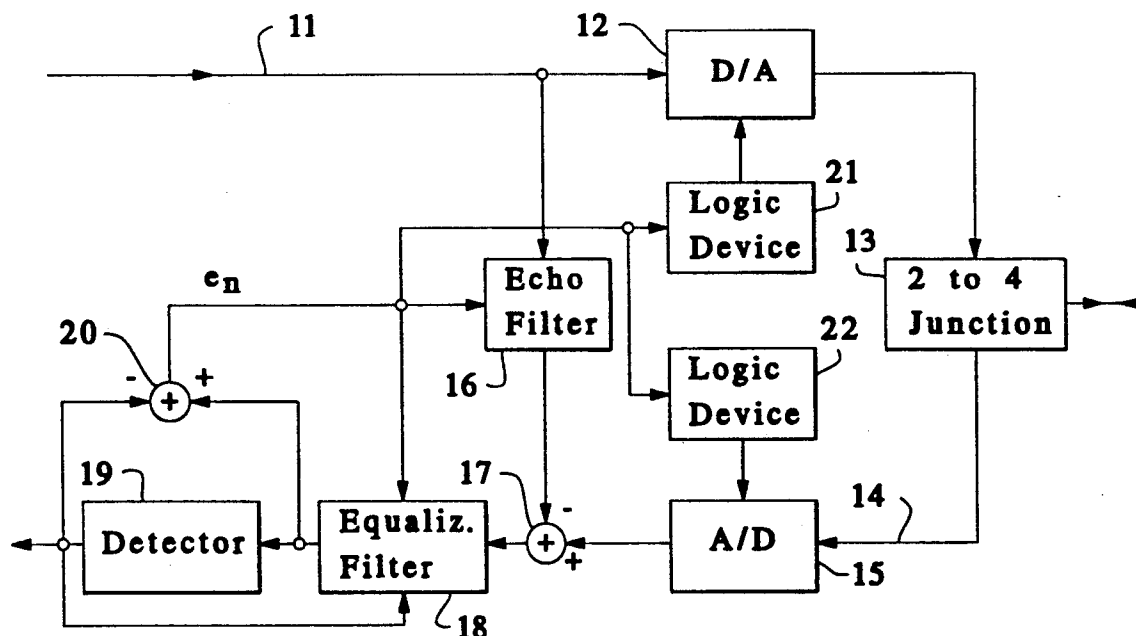 11
12
D/A
21
Logic
Device
13
2 to 4
Junction
e_n
Echo
Filter
16
20
- +
+
22
Logic
Device
19
Detector
Equaliz.
Filter
18
17
-
+
+
A/D
15
14